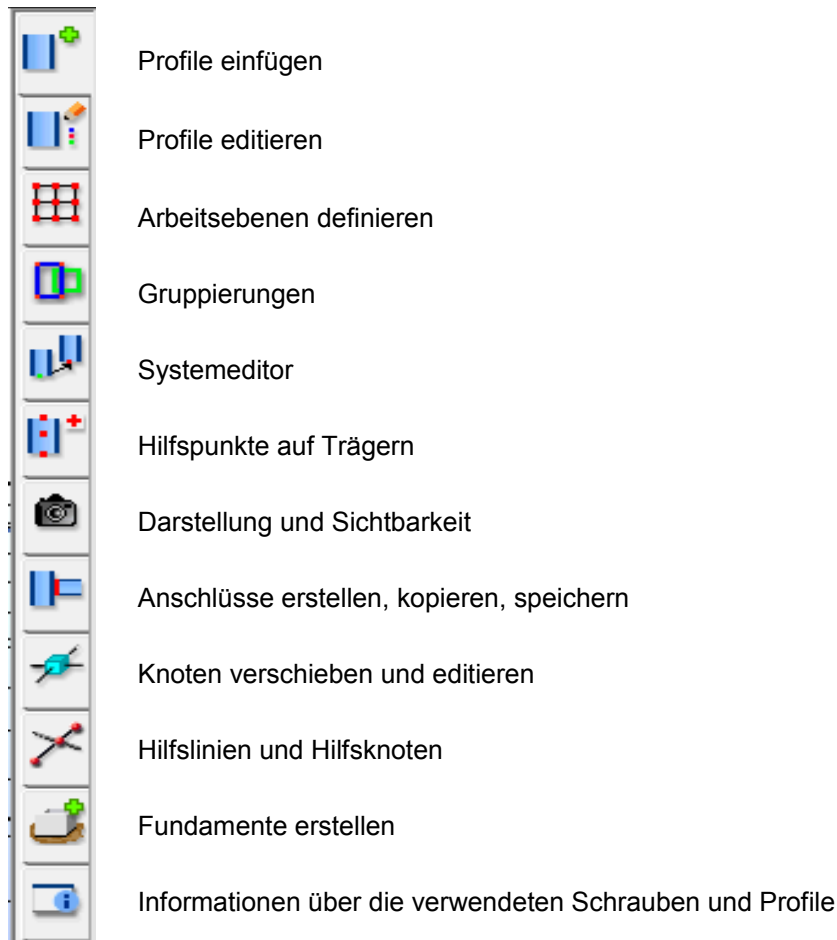 Profile einfügen
Profile editieren
Arbeitsebenen definieren
Gruppierungen
Systemeditor
Hilfspunkte auf Trägern
Darstellung und Sichtbarkeit
Anschlüsse erstellen, kopieren, speichern
Knoten verschieben und editieren
Hilfslinien und Hilfsknoten
Fundamente erstellen
Informationen über die verwendeten Schrauben und Profile